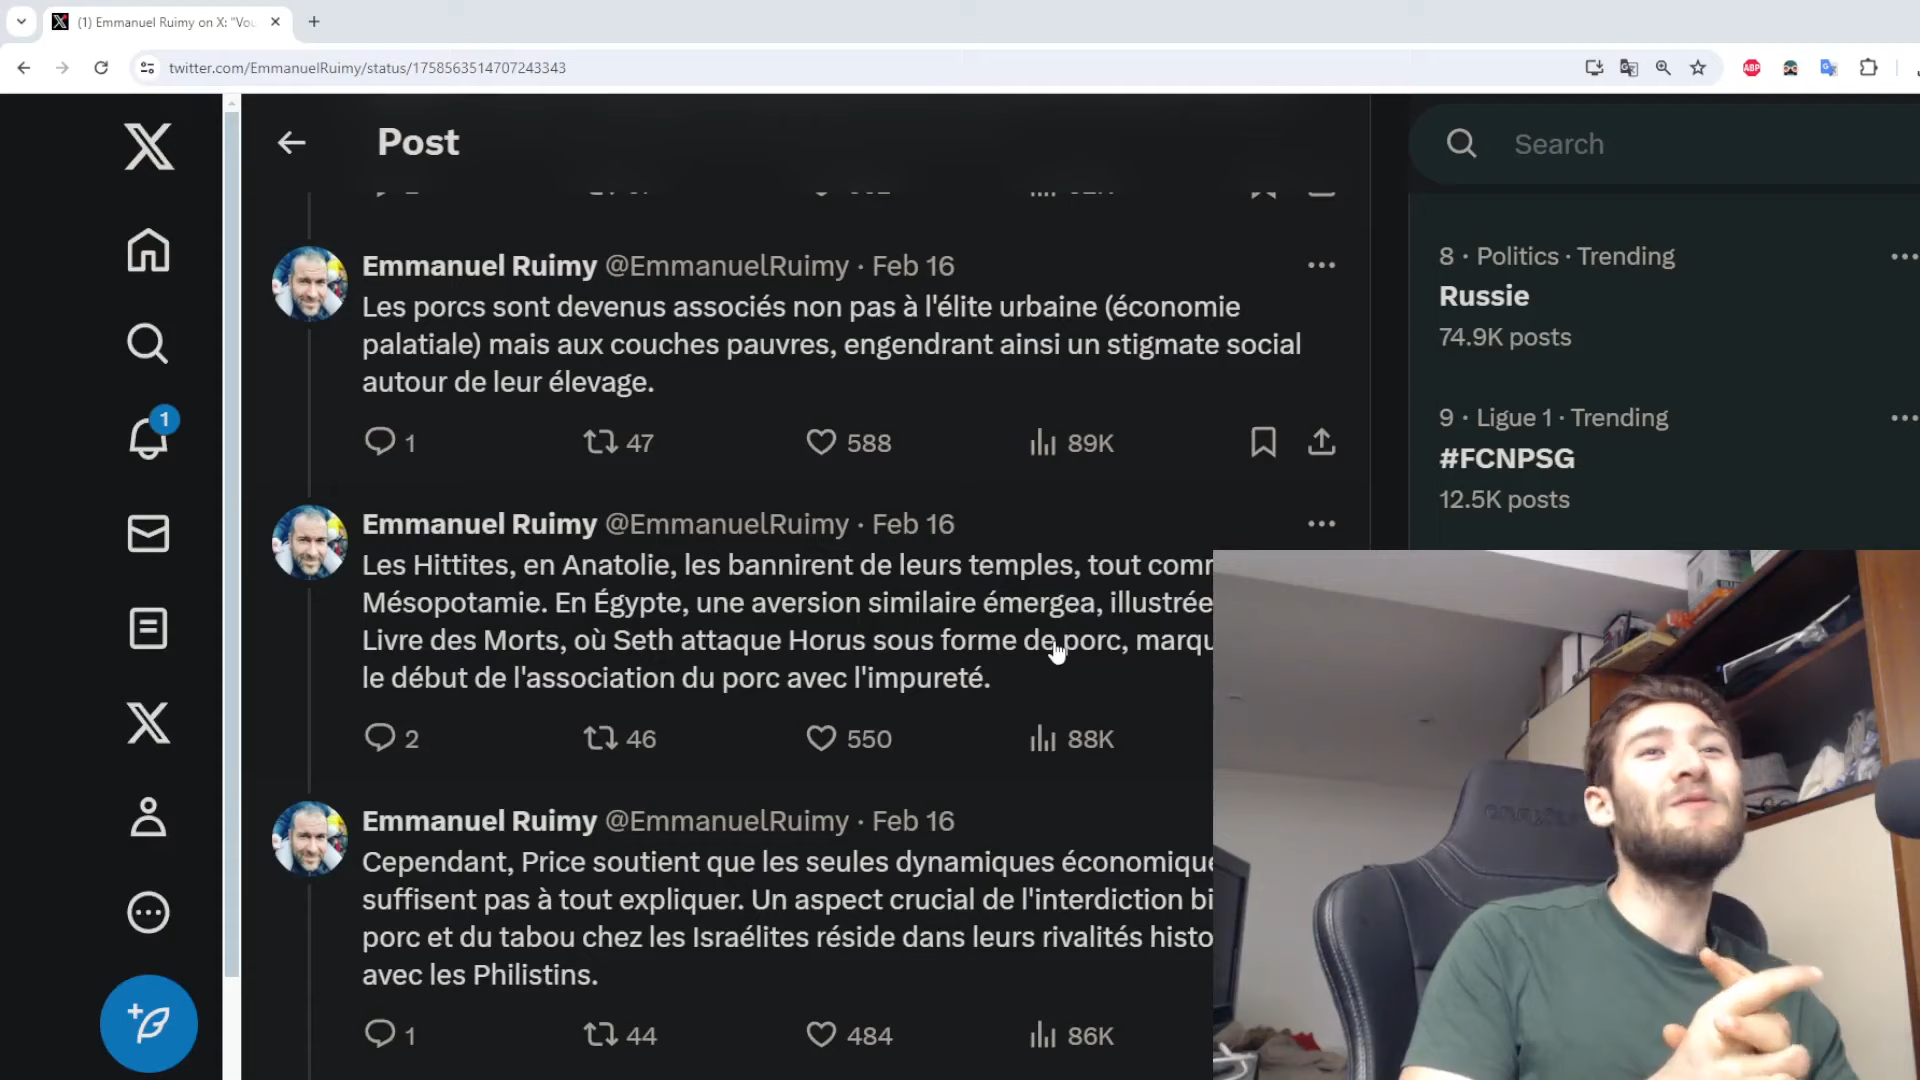 (1) Emmanuel Ruimy on X: "Vou
twitter.com/EmmanuelRuimy/status/1758563514707243343
ABP
Post
Search
Emmanuel Ruimy @EmmanuelRuimy · Feb 16
Les porcs sont devenus associés non pas à l'élite urbaine (économie
palatiale) mais aux couches pauvres, engendrant ainsi un stigmate social
autour de leur élevage.
1 47 588 89K
Emmanuel Ruimy @EmmanuelRuimy · Feb 16
Les Hittites, en Anatolie, les bannirent de leurs temples, tout comm
Mésopotamie. En Égypte, une aversion similaire émergea, illustrée
Livre des Morts, où Seth attaque Horus sous forme de porc, marqu
le début de l'association du porc avec l'impureté.
2 46 550 88K
Emmanuel Ruimy @EmmanuelRuimy · Feb 16
Cependant, Price soutient que les seules dynamiques économique
suffisent pas à tout expliquer. Un aspect crucial de l'interdiction bi
porc et du tabou chez les Israélites réside dans leurs rivalités histo
avec les Philistins.
1 44 484 86K
8 · Politics · Trending
Russie
74.9K posts
9 · Ligue 1 · Trending
#FCNPSG
12.5K posts
1